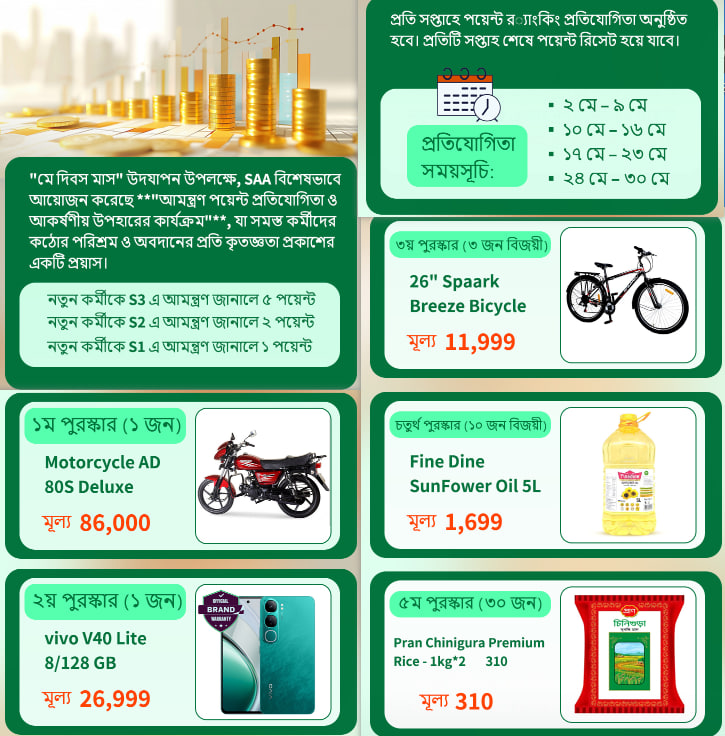 "মে দিবস মাস" উদযাপন উপলক্ষে, SAA বিশেষভাবে
আয়োজন করেছে **"আমন্ত্রণ পয়েন্ট প্রতিযোগিতা ও
আকর্ষণীয় উপহারের কার্যক্রম"**, যা সমস্ত কর্মীদের
কঠোর পরিশ্রম ও অবদানের প্রতি কৃতজ্ঞতা প্রকাশের
একটি প্রয়াস।
নতুন কর্মীকে S3 এ আমন্ত্রণ জানালে ৫ পয়েন্ট
নতুন কর্মীকে S2 এ আমন্ত্রণ জানালে ২ পয়েন্ট
নতুন কর্মীকে S1 এ আমন্ত্রণ জানালে ১ পয়েন্ট
১ম পুরস্কার (১ জন)
Motorcycle AD
80S Deluxe
মূল্য 86,000
২য় পুরস্কার (১ জন)
vivo V40 Lite
8/128 GB
মূল্য 26,999
OFFICIAL
BRAND
WARRANTY
vivo
প্রতি সপ্তাহে পয়েন্ট র‍্যাংকিং প্রতিযোগিতা অনুষ্ঠিত
হবে। প্রতিটি সপ্তাহ শেষে পয়েন্ট রিসেট হয়ে যাবে।
প্রতিযোগিতা
সময়সূচি:
▪ ২ মে – ৯ মে
▪ ১০ মে – ১৬ মে
▪ ১৭ মে – ২৩ মে
▪ ২৪ মে – ৩০ মে
৩য় পুরস্কার (৩ জন বিজয়ী)
26" Spaark
Breeze Bicycle
মূল্য 11,999
চতুর্থ পুরস্কার (১০ জন বিজয়ী)
Fine Dine
SunFower Oil 5L
মূল্য 1,699
৫ম পুরস্কার (৩০ জন)
Pran Chinigura Premium
Rice - 1kg*2 310
মূল্য 310
প্রাণ
চিনিগুড়া